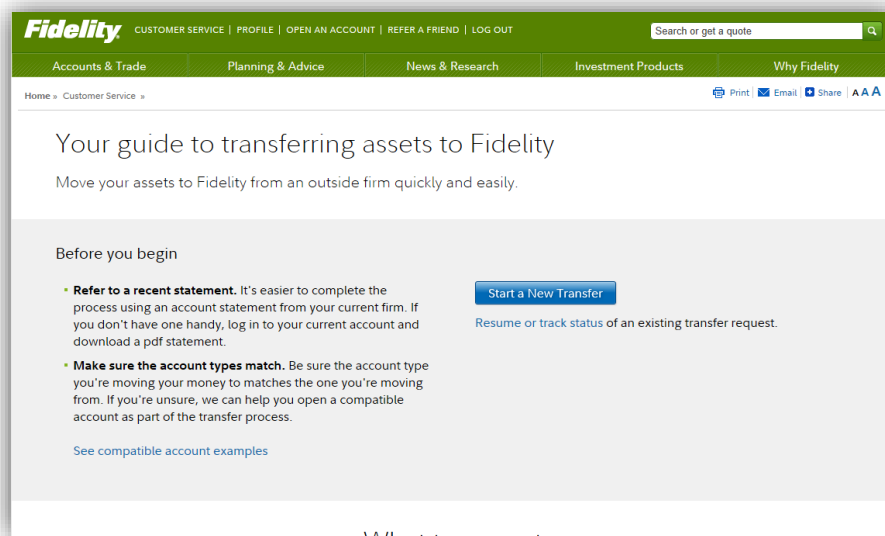 Fidelity CUSTOMER SERVICE | PROFILE | OPEN AN ACCOUNT | REFER A FRIEND | LOG OUT Search or get a quote
Accounts & Trade Planning & Advice News & Research Investment Products Why Fidelity
Home » Customer Service » Print Email Share A A A
Your guide to transferring assets to Fidelity
Move your assets to Fidelity from an outside firm quickly and easily.
Before you begin
Refer to a recent statement. It's easier to complete the
process using an account statement from your current firm. If
you don't have one handy, log in to your current account and
download a pdf statement.
Make sure the account types match. Be sure the account type
you're moving your money to matches the one you're moving
from. If you're unsure, we can help you open a compatible
account as part of the transfer process.
See compatible account examples
Start a New Transfer
Resume or track status of an existing transfer request.